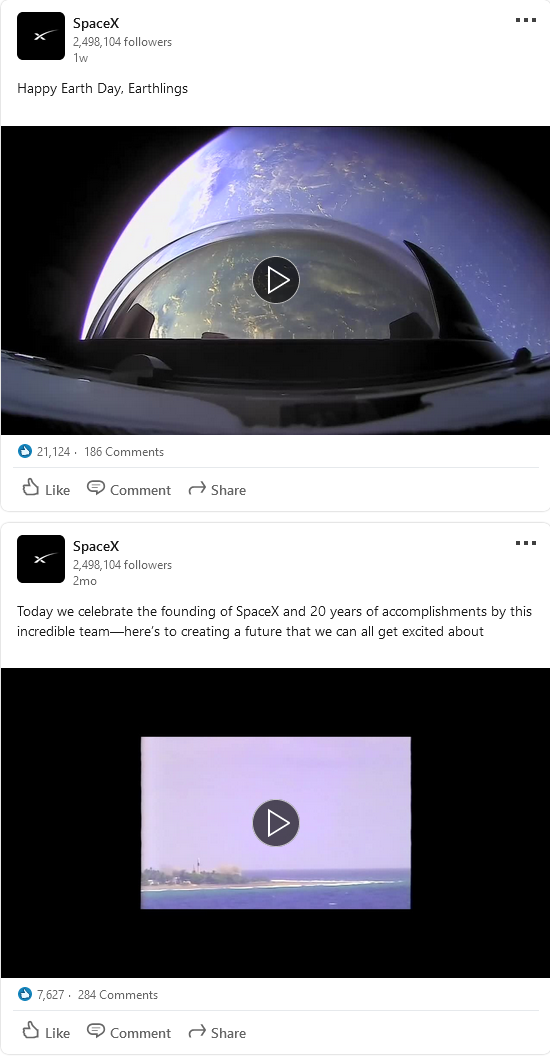 SpaceX
2,498,104 followers
1w
Happy Earth Day, Earthlings
21,124 · 186 Comments
Like Comment Share
SpaceX
2,498,104 followers
2mo
Today we celebrate the founding of SpaceX and 20 years of accomplishments by this
incredible team—here's to creating a future that we can all get excited about
7,627 · 284 Comments
Like Comment Share